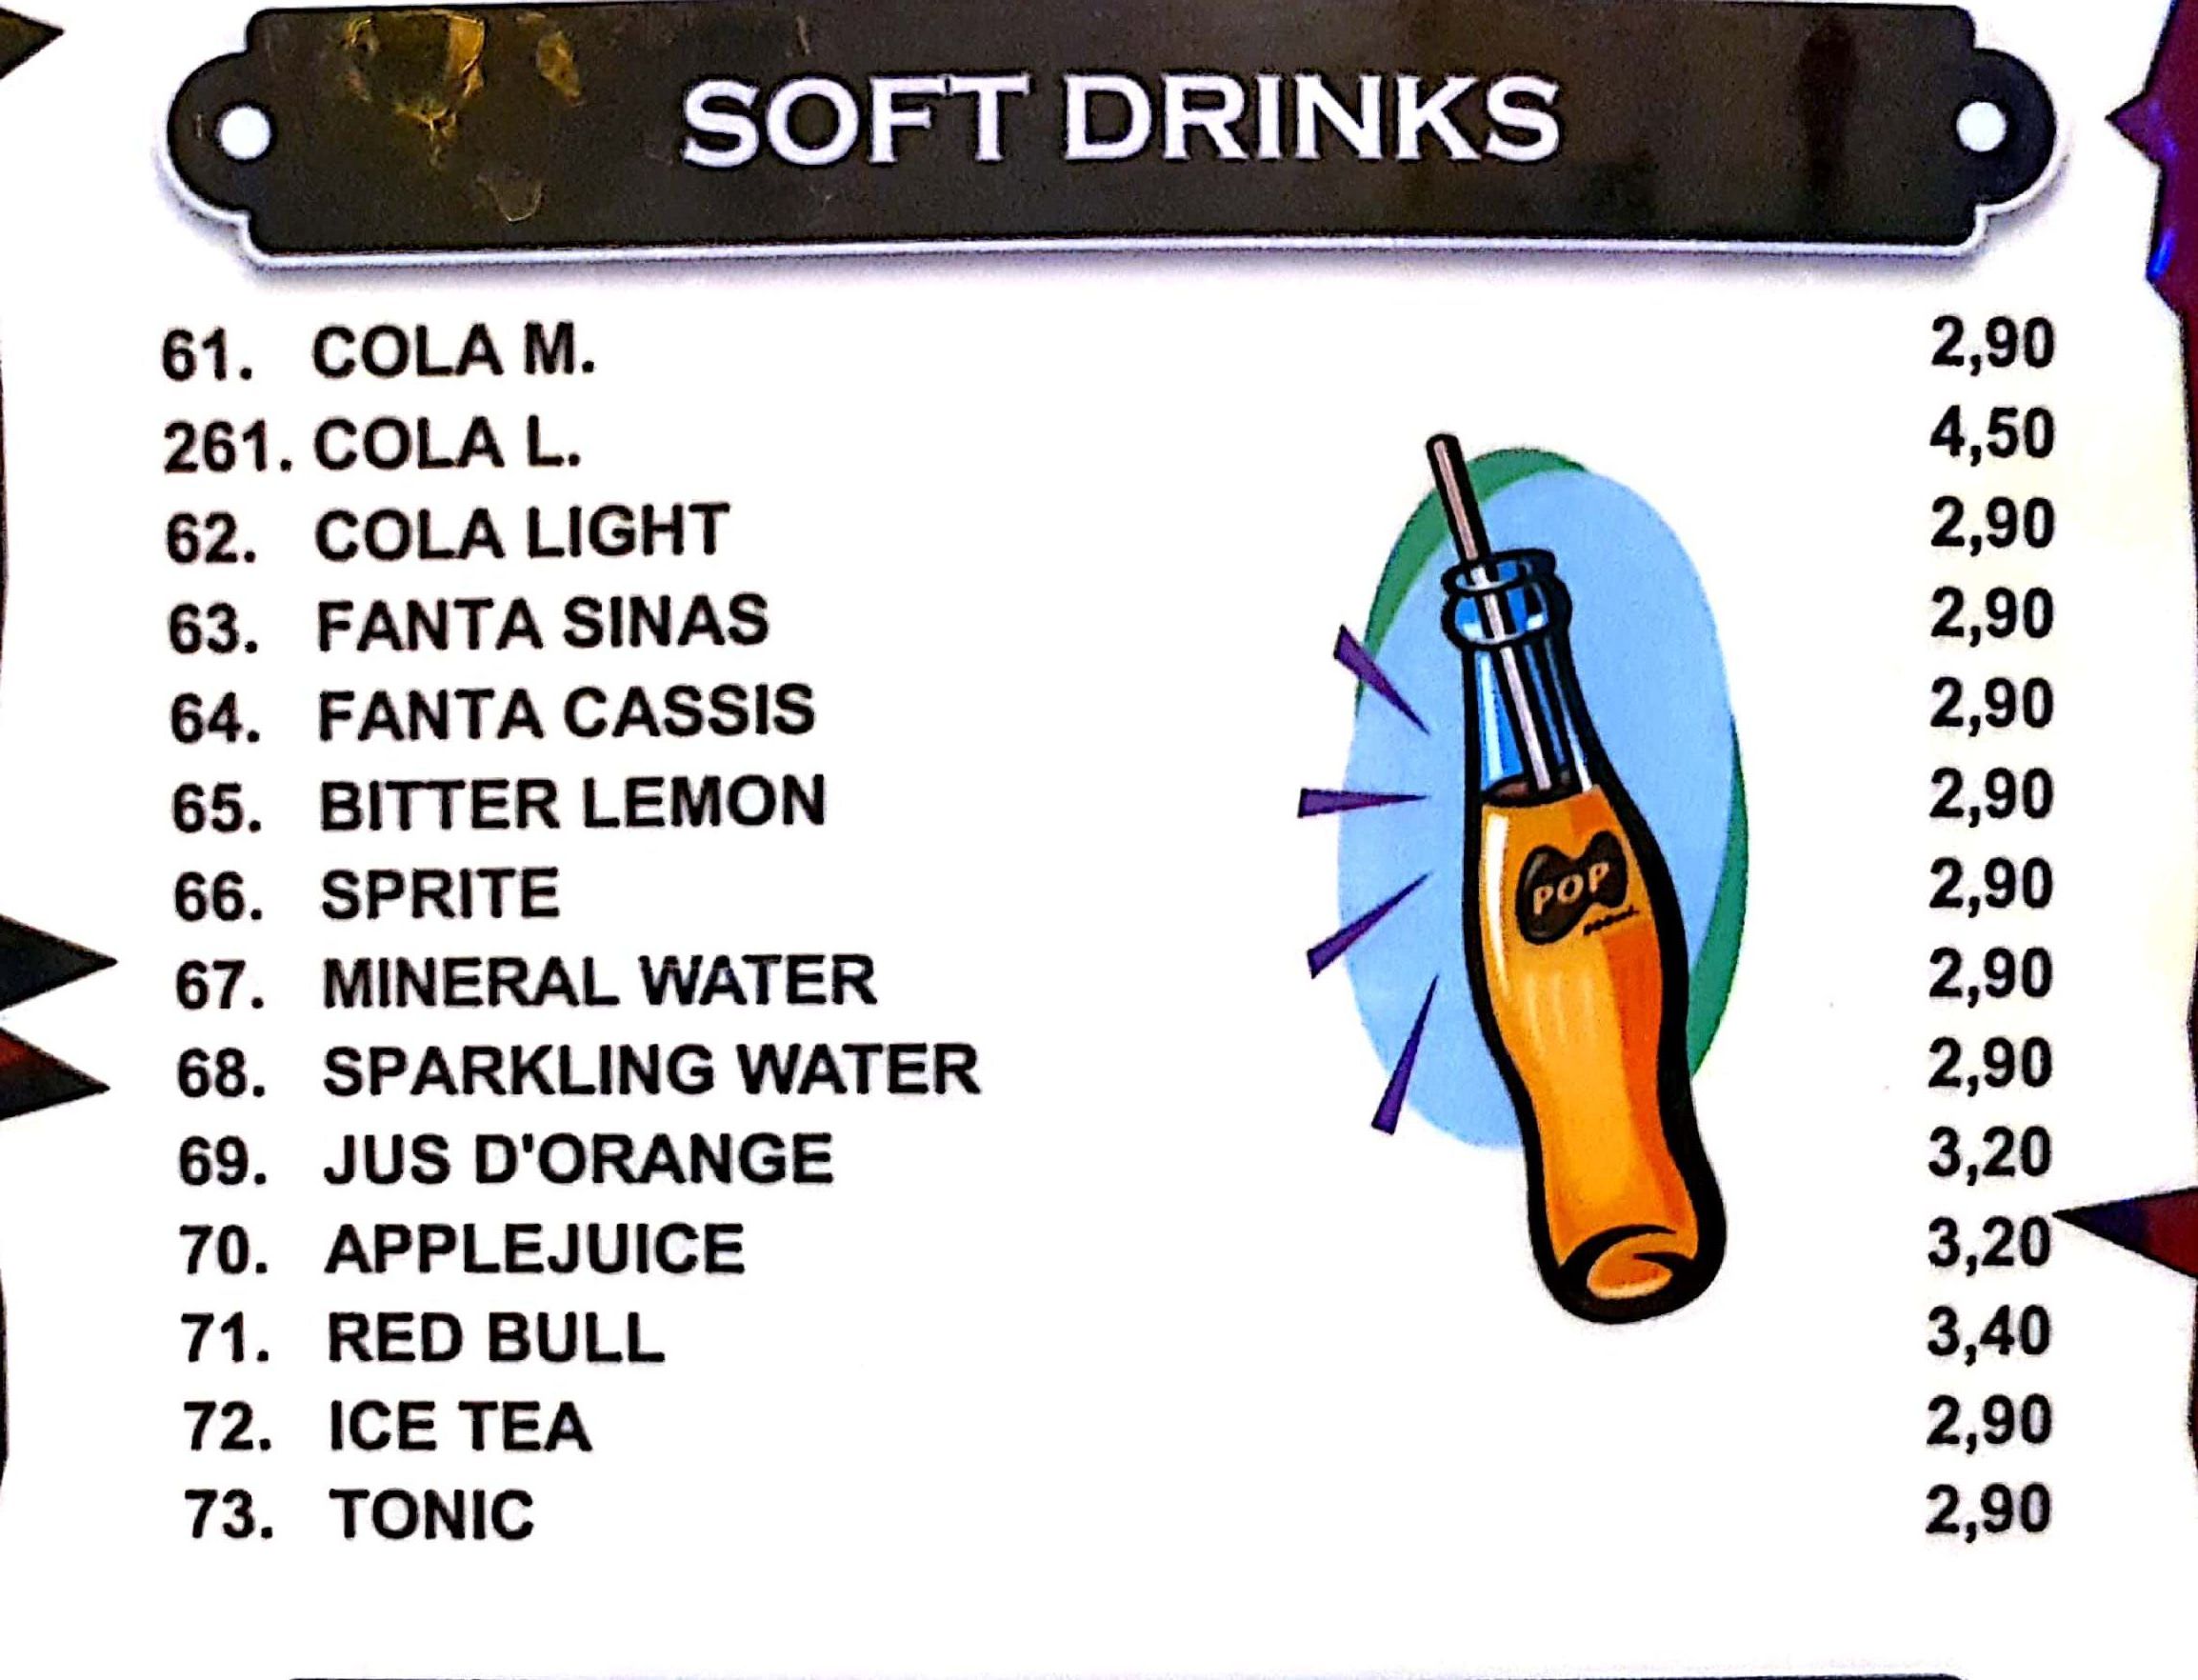 SOFT DRINKS
61. COLA M. 2,90
261. COLA L. 4,50
62. COLA LIGHT 2,90
63. FANTA SINAS 2,90
64. FANTA CASSIS 2,90
65. BITTER LEMON 2,90
66. SPRITE 2,90
67. MINERAL WATER 2,90
68. SPARKLING WATER 2,90
69. JUS D'ORANGE 3,20
70. APPLEJUICE 3,20
71. RED BULL 3,40
72. ICE TEA 2,90
73. TONIC 2,90
POP